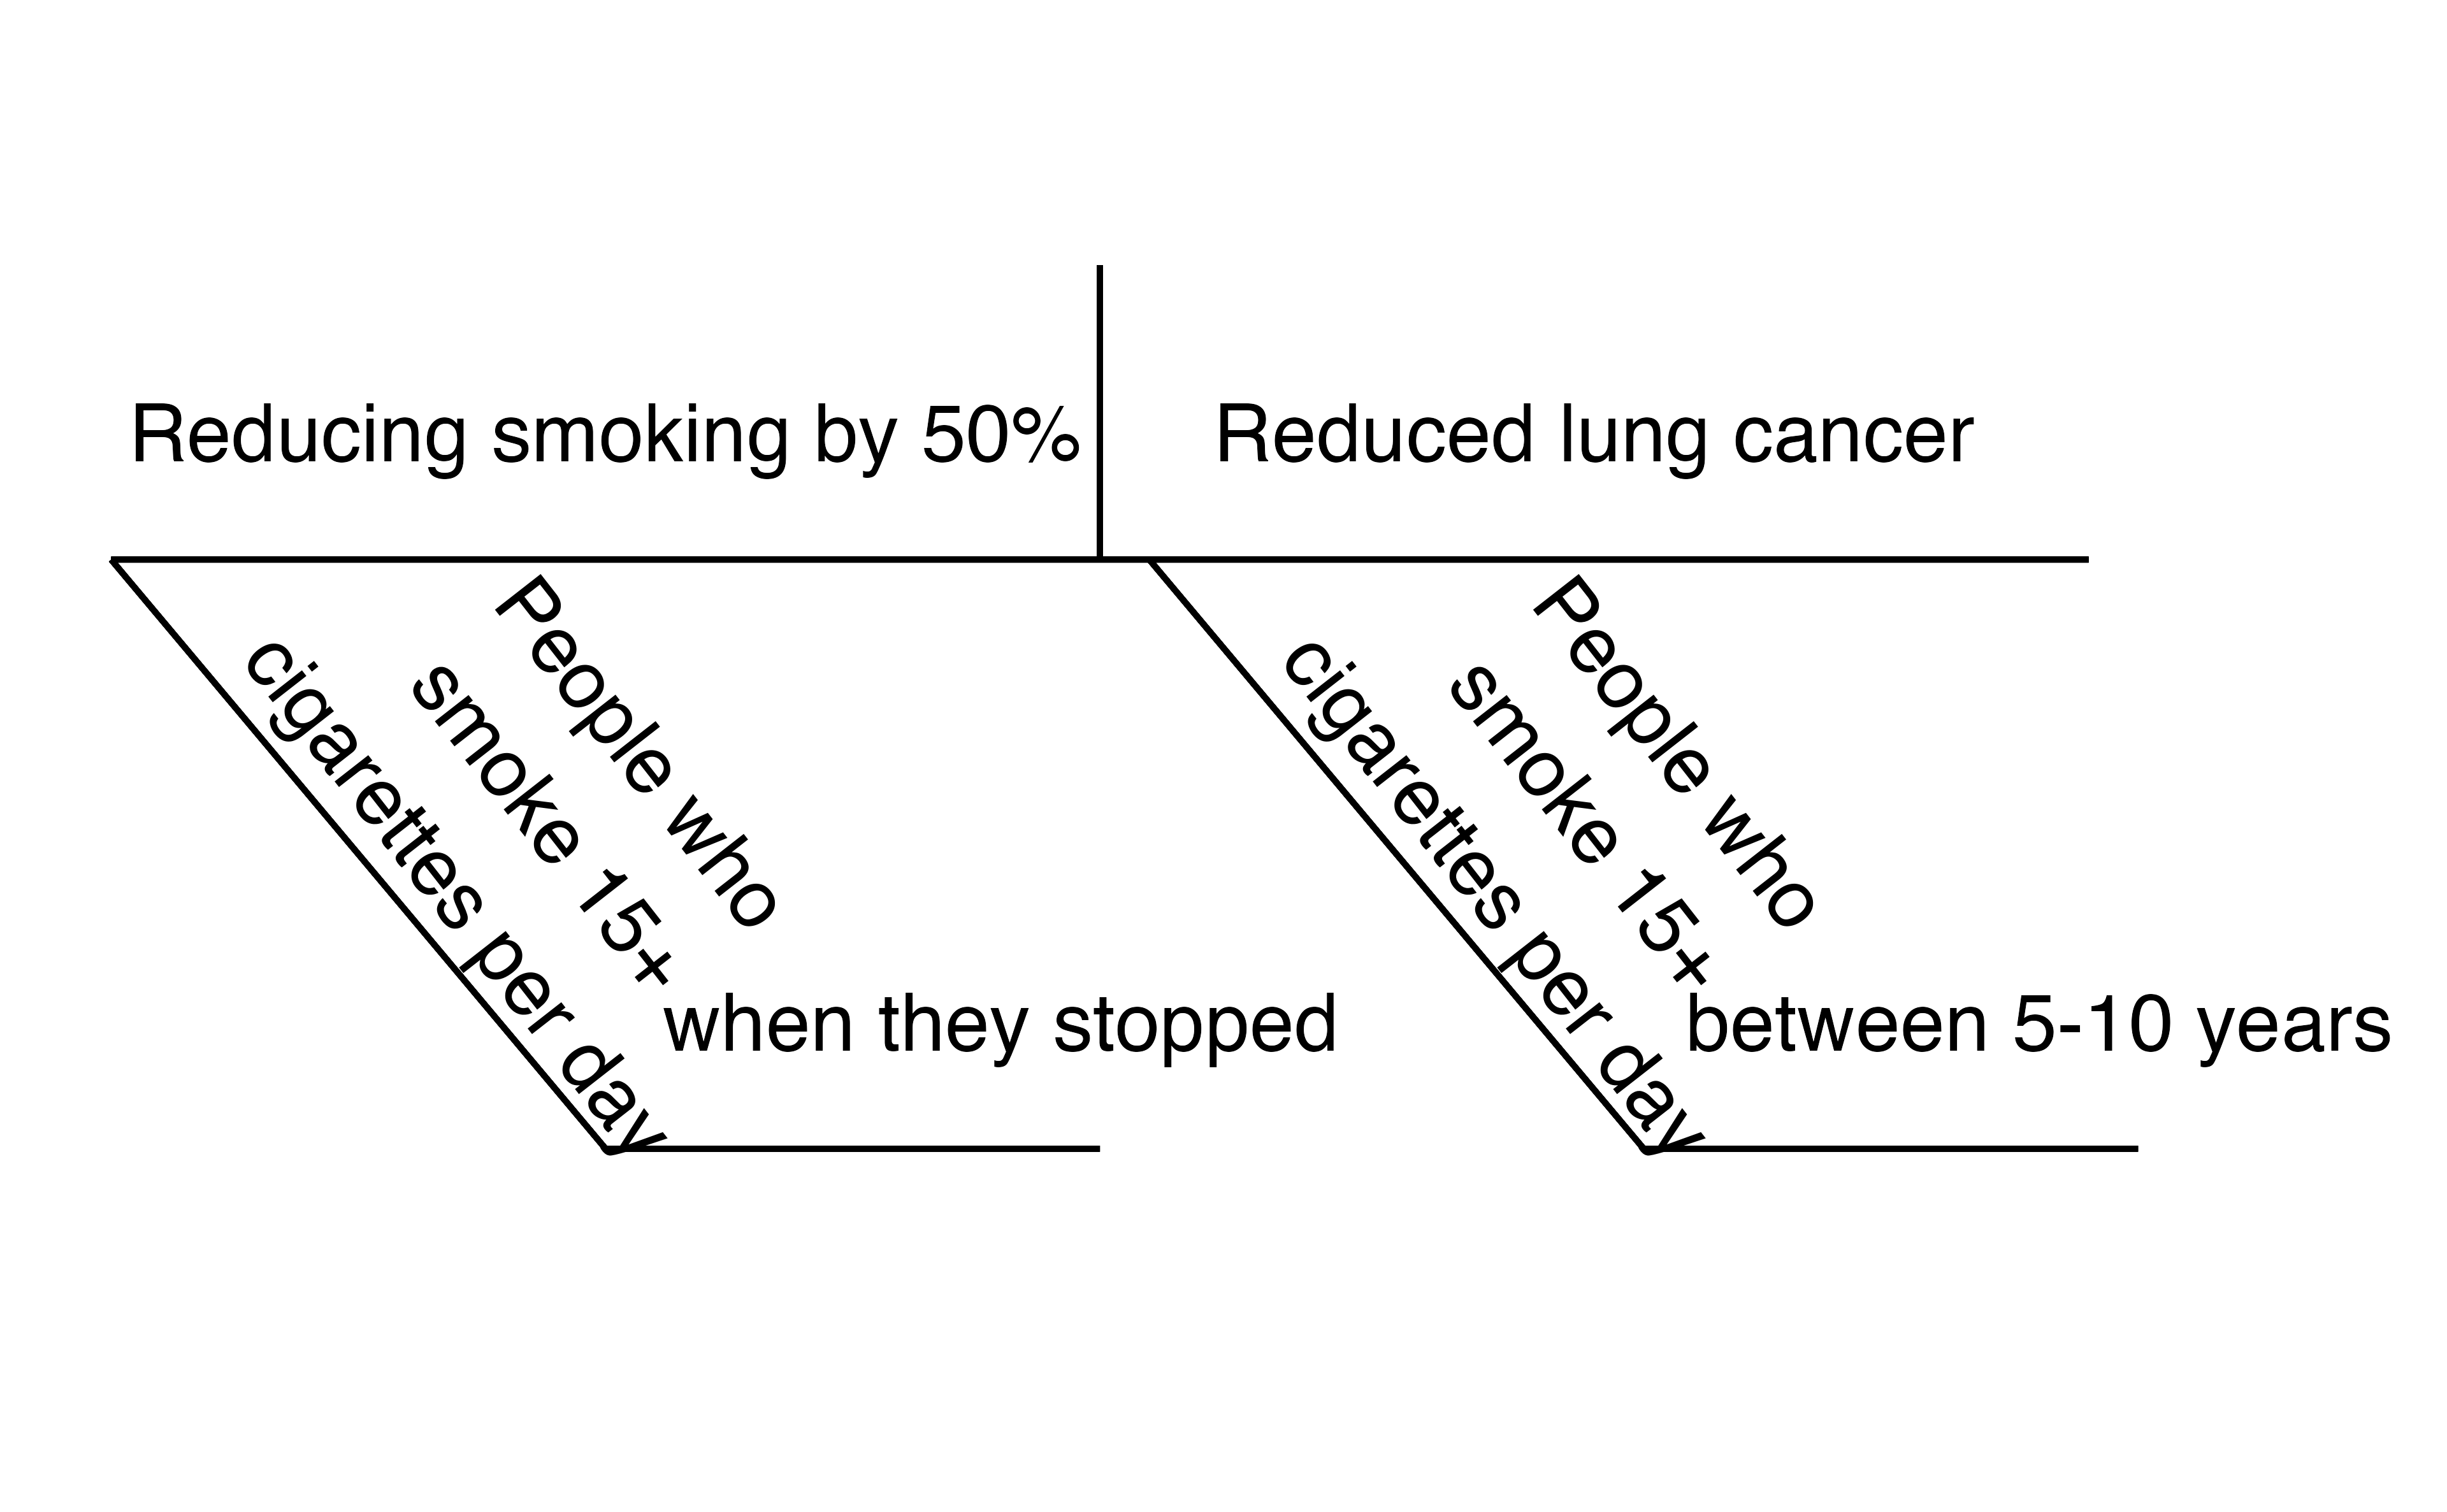 Reducing smoking by 50%
Reduced lung cancer
People who
smoke 15+
cigarettes per day
when they stopped
People who
smoke 15+
cigarettes per day
between 5-10 years